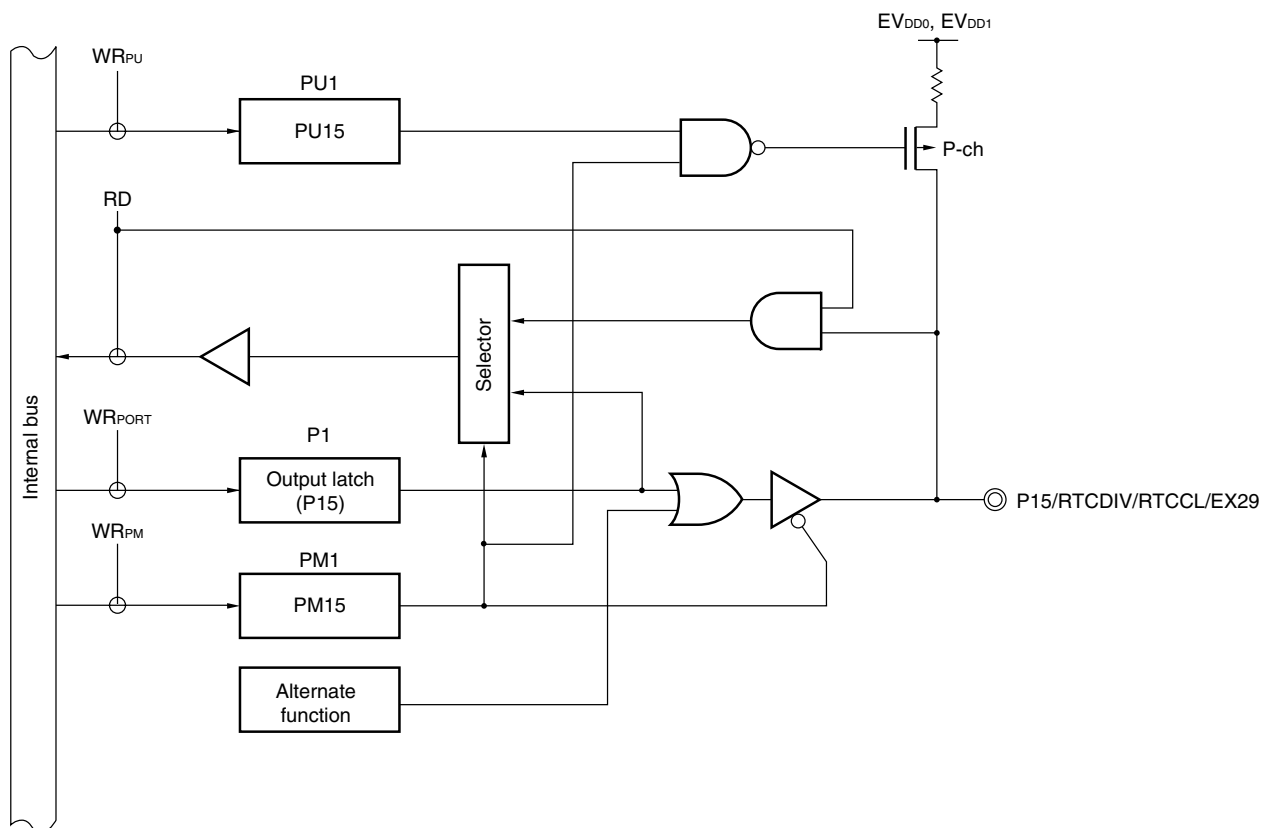 EVDD0, EVDD1
WRPU
PU1
PU15
P-ch
RD
Selector
Internal bus
WRPORT
P1
Output latch
(P15)
P15/RTCDIV/RTCCL/EX29
WRPM
PM1
PM15
Alternate
function